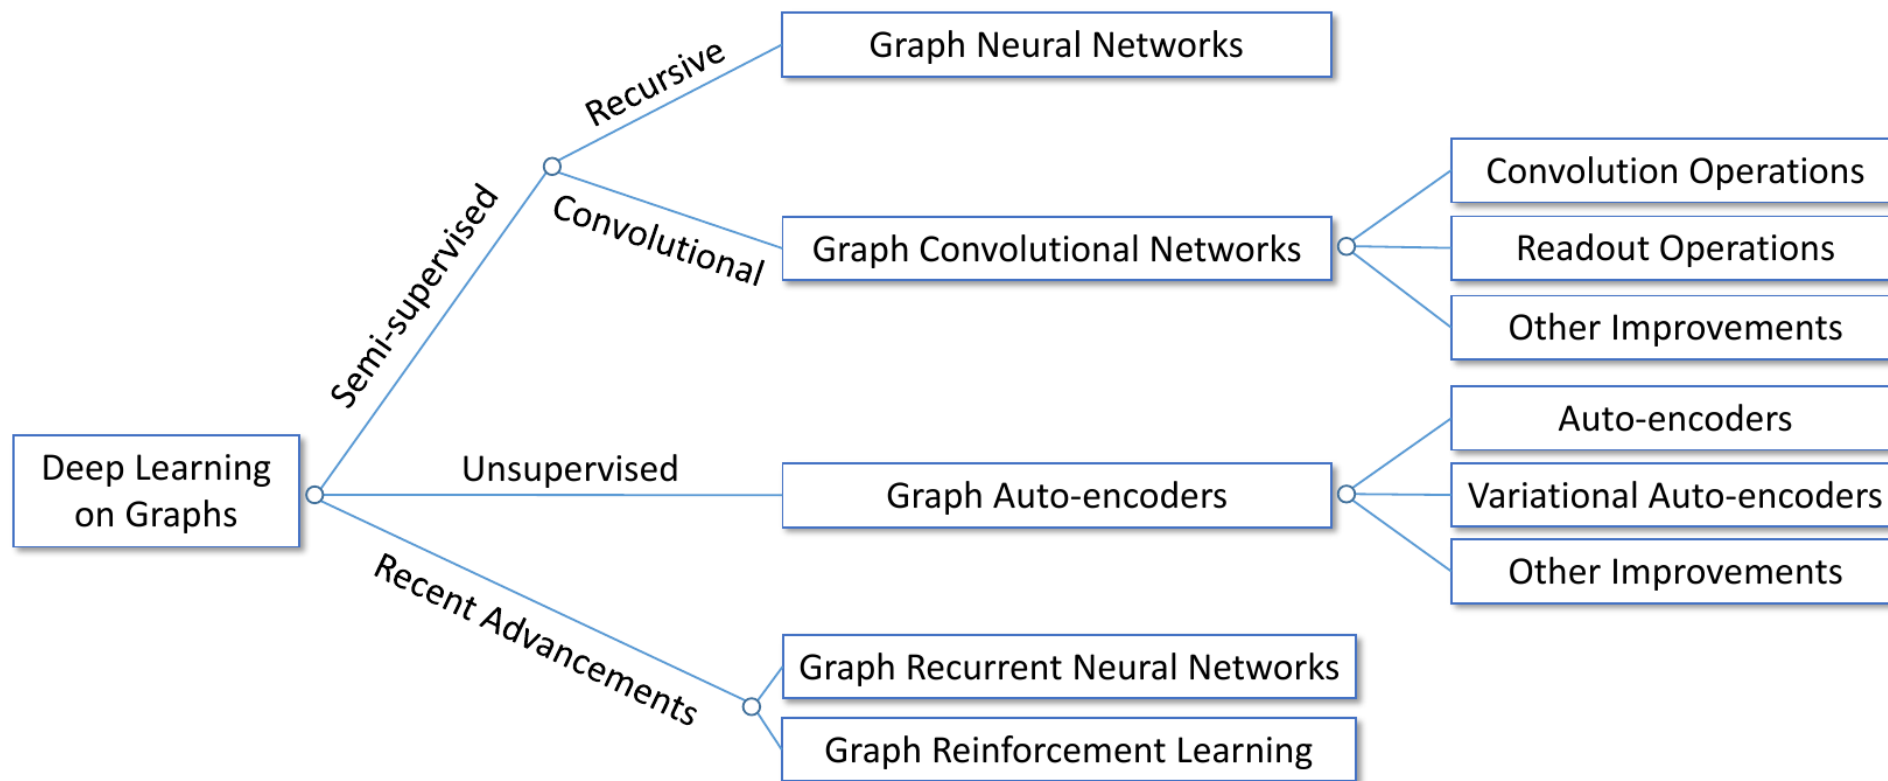 Graph Neural Networks
Recursive
Convolution Operations
Convolutional
Graph Convolutional Networks
Readout Operations
Semi-supervised
Other Improvements
Auto-encoders
Deep Learning
on Graphs
Unsupervised
Graph Auto-encoders
Variational Auto-encoders
Other Improvements
Recent Advancements
Graph Recurrent Neural Networks
Graph Reinforcement Learning